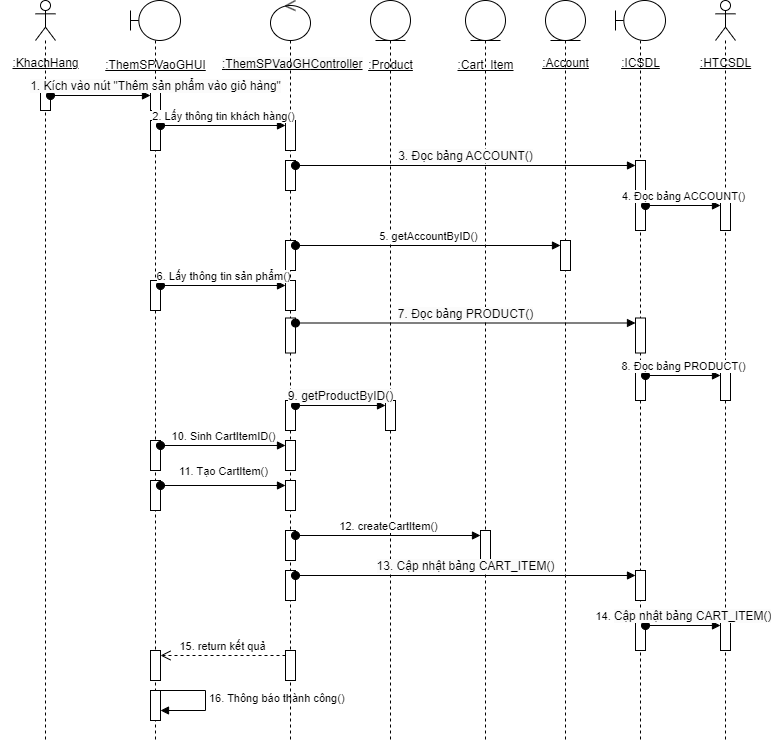 :KhachHang
:ThemSPVaoGHUI
:ThemSPVaoGHController
:Product
:Cart_Item
:Account
:ICSDL
:HTCSDL
1. Kích vào nút "Thêm sản phẩm vào giỏ hàng"
2. Lấy thông tin khách hàng()
3. Đọc bảng ACCOUNT()
4. Đọc bảng ACCOUNT()
5. getAccountByID()
6. Lấy thông tin sản phẩm()
7. Đọc bảng PRODUCT()
8. Đọc bảng PRODUCT()
9. getProductByID()
10. Sinh CartItemID()
11. Tạo CartItem()
12. createCartItem()
13. Cập nhật bảng CART_ITEM()
14. Cập nhật bảng CART_ITEM()
15. return kết quả
16. Thông báo thành công()